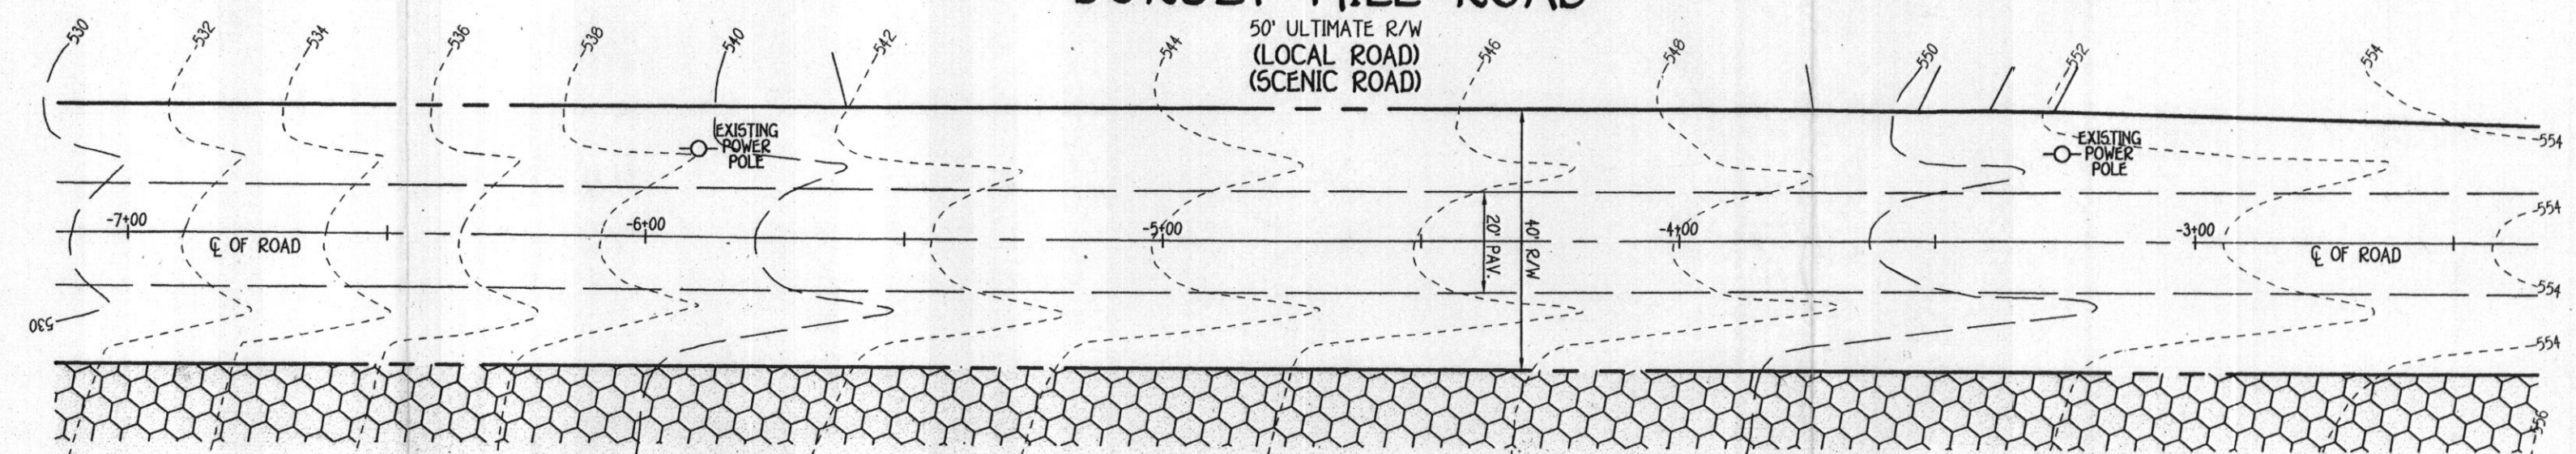 MILL ROAD
50' ULTIMATE R/W
(LOCAL ROAD)
(SCENIC ROAD)
530
532
534
536
538
540
542
544
546
548
550
552
554
EXISTING
POWER
POLE
EXISTING
POWER
POLE
554
-7+00
-6+00
-5+00
-4+00
-3+00
554
℄ OF ROAD
20' PAV.
40' R/W
℄ OF ROAD
554
530
554
556